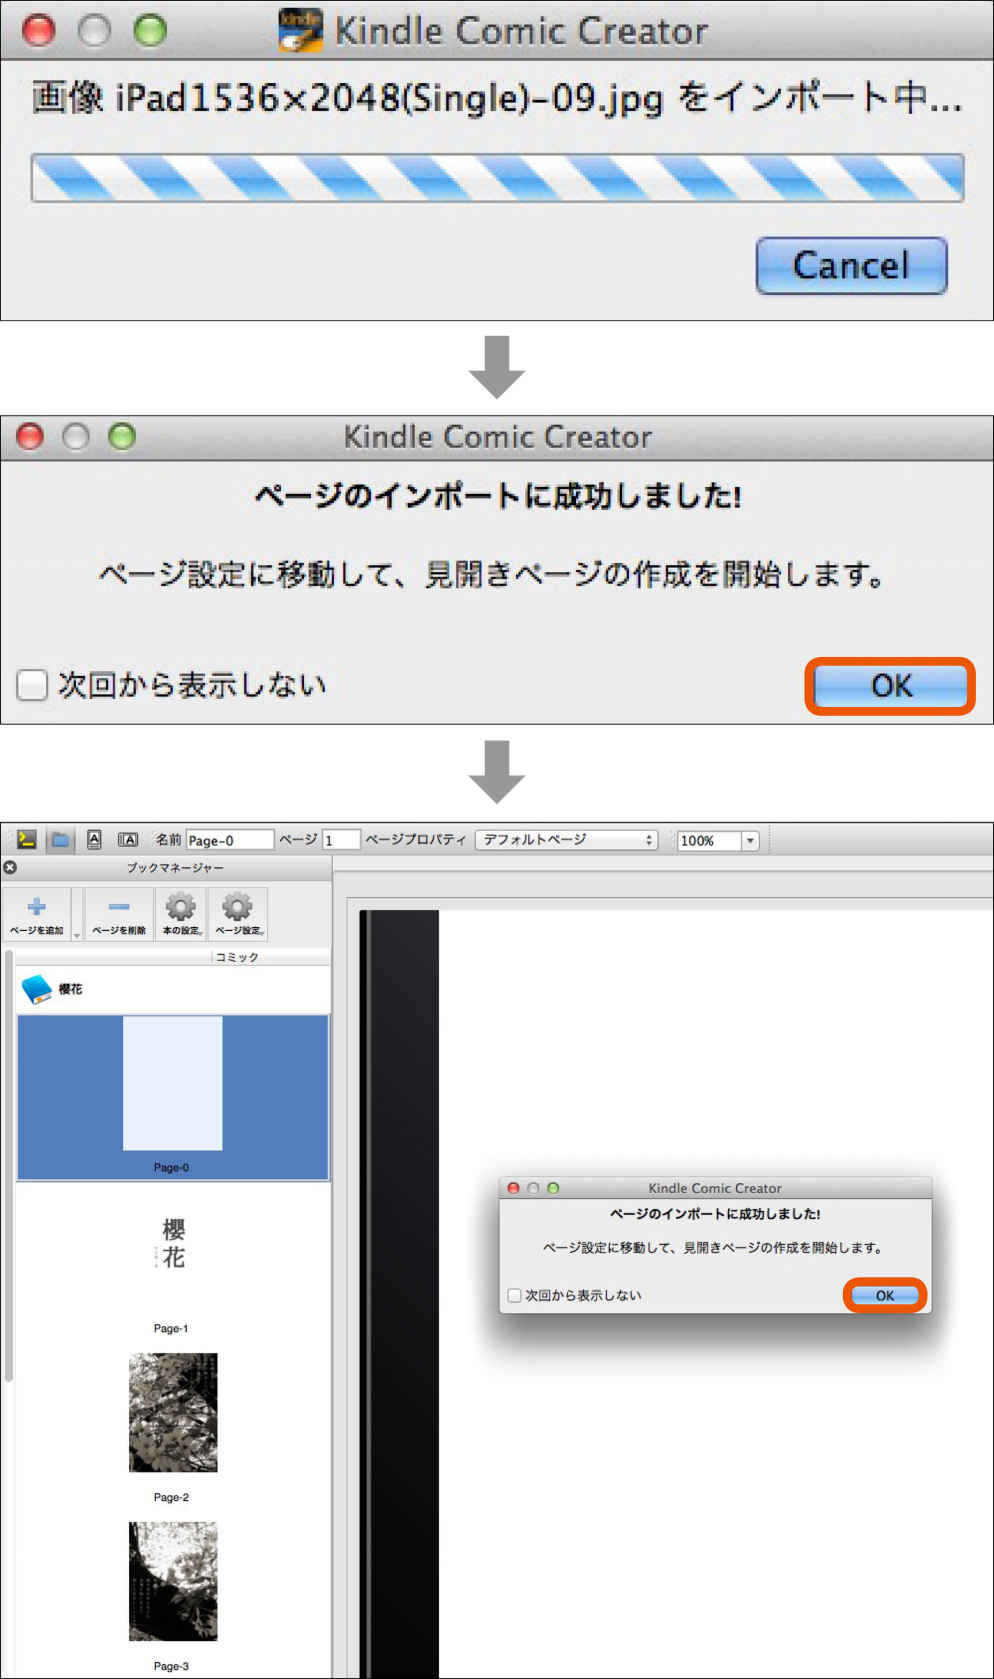 Kindle Comic Creator
画像 iPad1536×2048(Single)-09.jpg をインポート中...
Cancel
Kindle Comic Creator
ページのインポートに成功しました!
ページ設定に移動して、見開きページの作成を開始します。
次回から表示しない
OK
名前 Page-0 ページ 1 ページプロパティ デフォルトページ 100%
ブックマネージャー
ページを追加 ページを削除 本の設定 ページ設定
コミック
櫻花
Page-0
櫻
花
Page-1
Page-2
Page-3
Kindle Comic Creator
ページのインポートに成功しました!
ページ設定に移動して、見開きページの作成を開始します。
次回から表示しない
OK